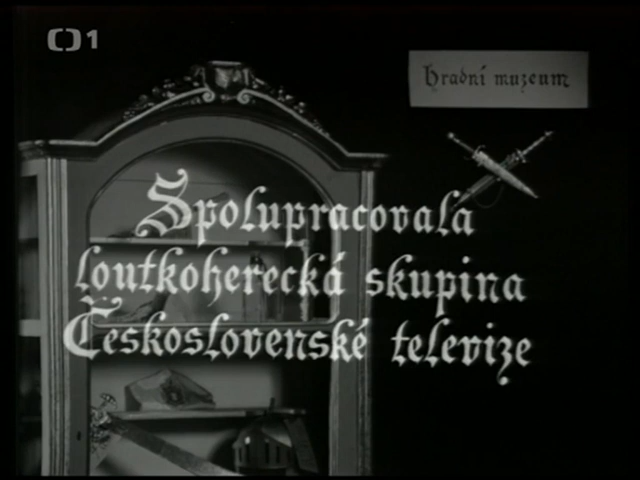 ČT1
Hradní muzeum
Spolupracovala
loutkoherecká skupina
Československé televize